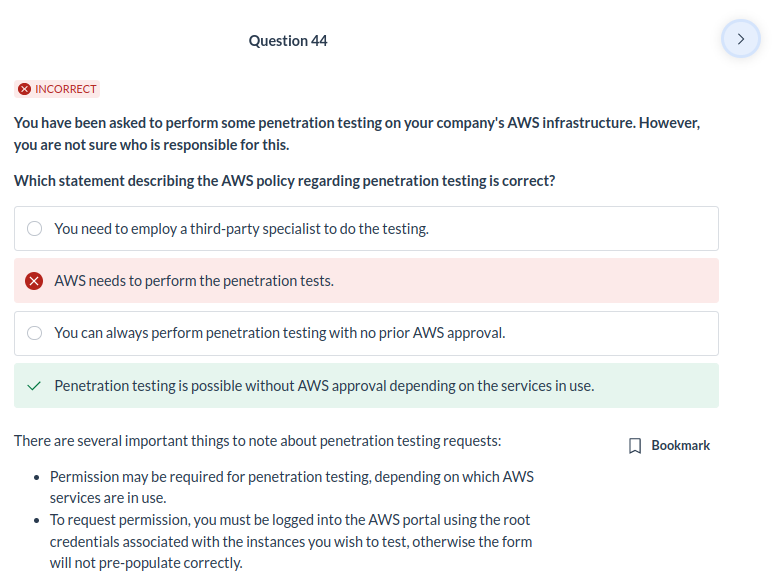 Question 44
INCORRECT
You have been asked to perform some penetration testing on your company's AWS infrastructure. However,
you are not sure who is responsible for this.
Which statement describing the AWS policy regarding penetration testing is correct?
You need to employ a third-party specialist to do the testing.
AWS needs to perform the penetration tests.
You can always perform penetration testing with no prior AWS approval.
Penetration testing is possible without AWS approval depending on the services in use.
There are several important things to note about penetration testing requests:
Bookmark
• Permission may be required for penetration testing, depending on which AWS
services are in use.
• To request permission, you must be logged into the AWS portal using the root
credentials associated with the instances you wish to test, otherwise the form
will not pre-populate correctly.